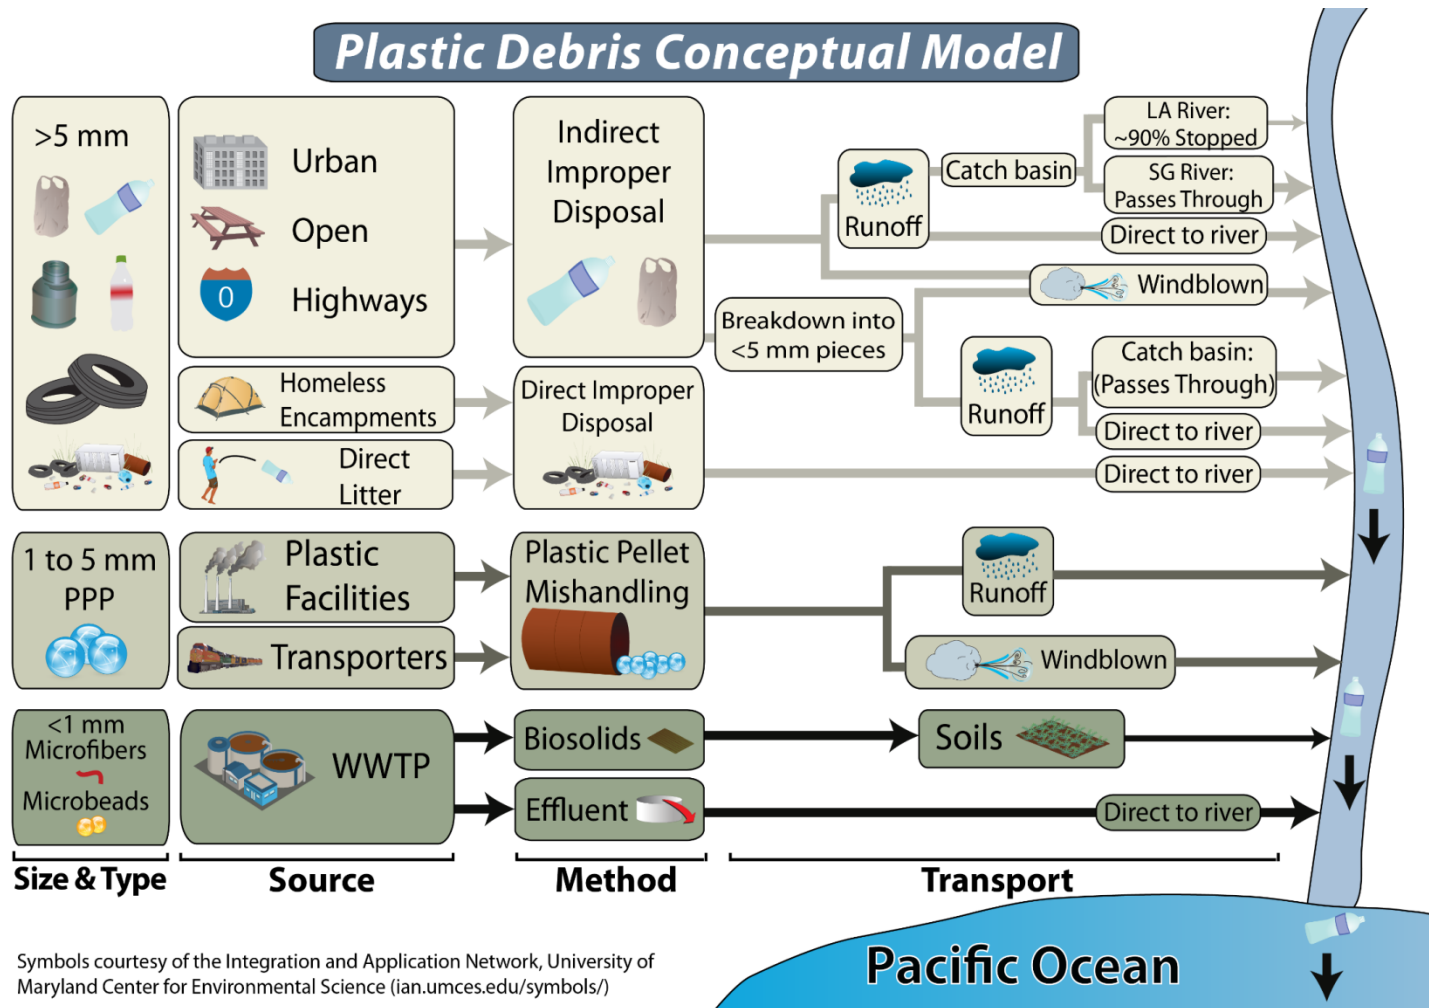 Plastic Debris Conceptual Model
>5 mm
Urban
Open
0
Highways
Homeless
Encampments
Direct
Litter
Indirect
Improper
Disposal
Direct Improper
Disposal
Breakdown into
<5 mm pieces
Runoff
Catch basin
LA River:
~90% Stopped
SG River:
Passes Through
Direct to river
Windblown
Runoff
Catch basin:
(Passes Through)
Direct to river
Direct to river
1 to 5 mm
PPP
Plastic
Facilities
Transporters
Plastic Pellet
Mishandling
Runoff
Windblown
<1 mm
Microfibers
Microbeads
WWTP
Biosolids
Effluent
Soils
Direct to river
Size & Type
Source
Method
Transport
Pacific Ocean
Symbols courtesy of the Integration and Application Network, University of
Maryland Center for Environmental Science (ian.umces.edu/symbols/)